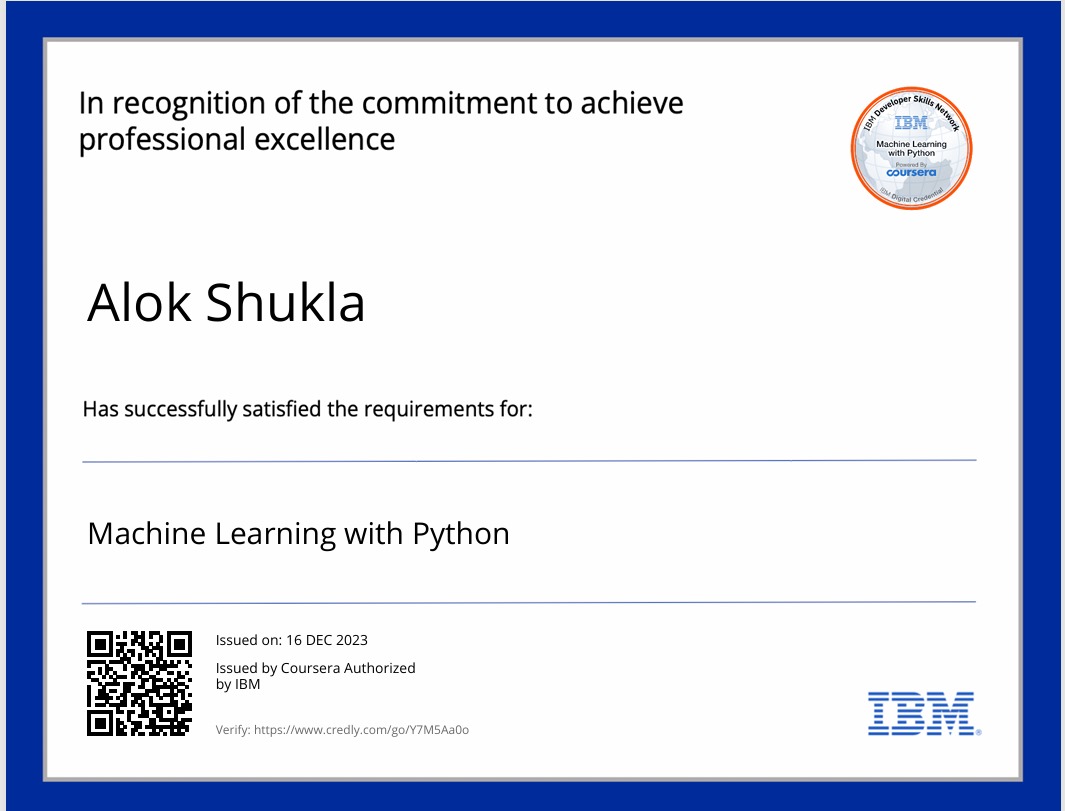 In recognition of the commitment to achieve
professional excellence
IBM Developer Skills Network
IBM
Machine Learning
with Python
Powered By
coursera
IBM Digital Credential
Alok Shukla
Has successfully satisfied the requirements for:
Machine Learning with Python
Issued on: 16 DEC 2023
Issued by Coursera Authorized
by IBM
Verify: https://www.credly.com/go/Y7M5Aa0o
IBM®